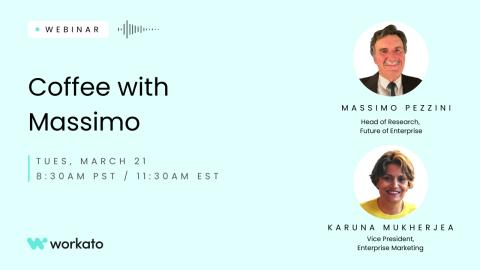 WEBINAR
Coffee with
Massimo
TUES, MARCH 21
8:30AM PST / 11:30AM EST
workato
MASSIMO PEZZINI
Head of Research,
Future of Enterprise
KARUNA MUKHERJEA
Vice President,
Enterprise Marketing